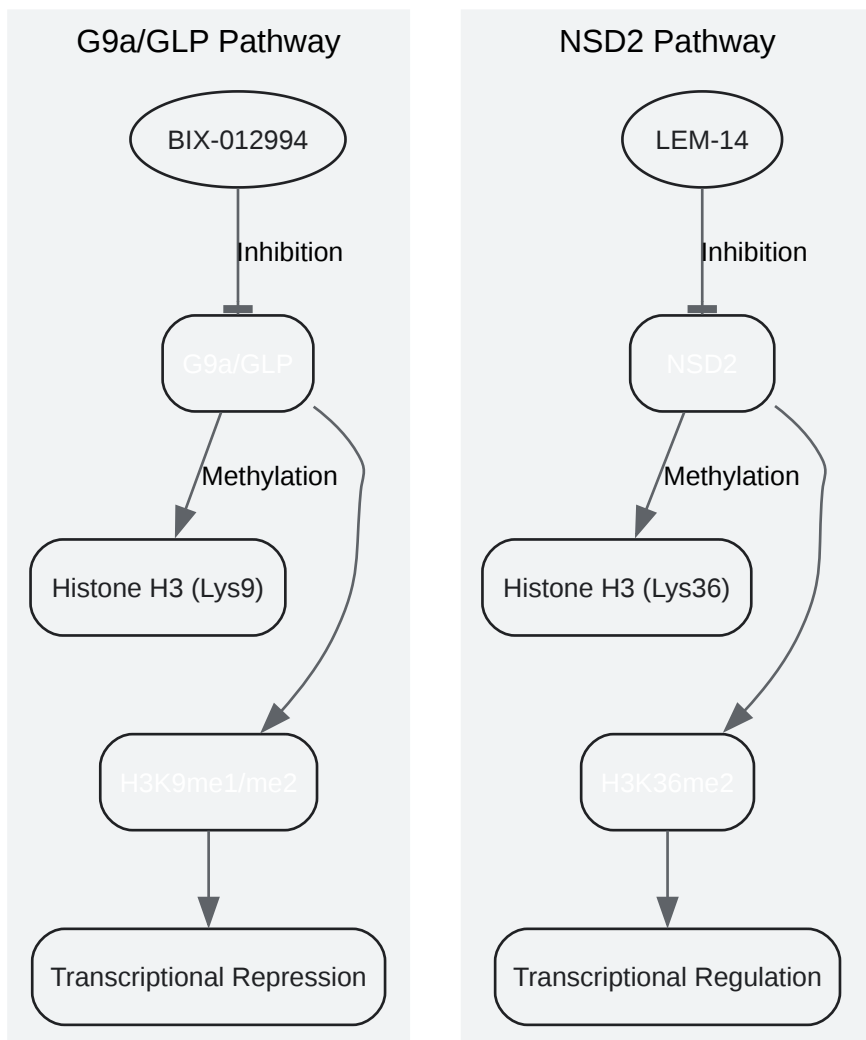 G9a/GLP Pathway
BIX-012994
Inhibition
G9a/GLP
Methylation
Histone H3 (Lys9)
H3K9me1/me2
Transcriptional Repression
NSD2 Pathway
LEM-14
Inhibition
NSD2
Methylation
Histone H3 (Lys36)
H3K36me2
Transcriptional Regulation